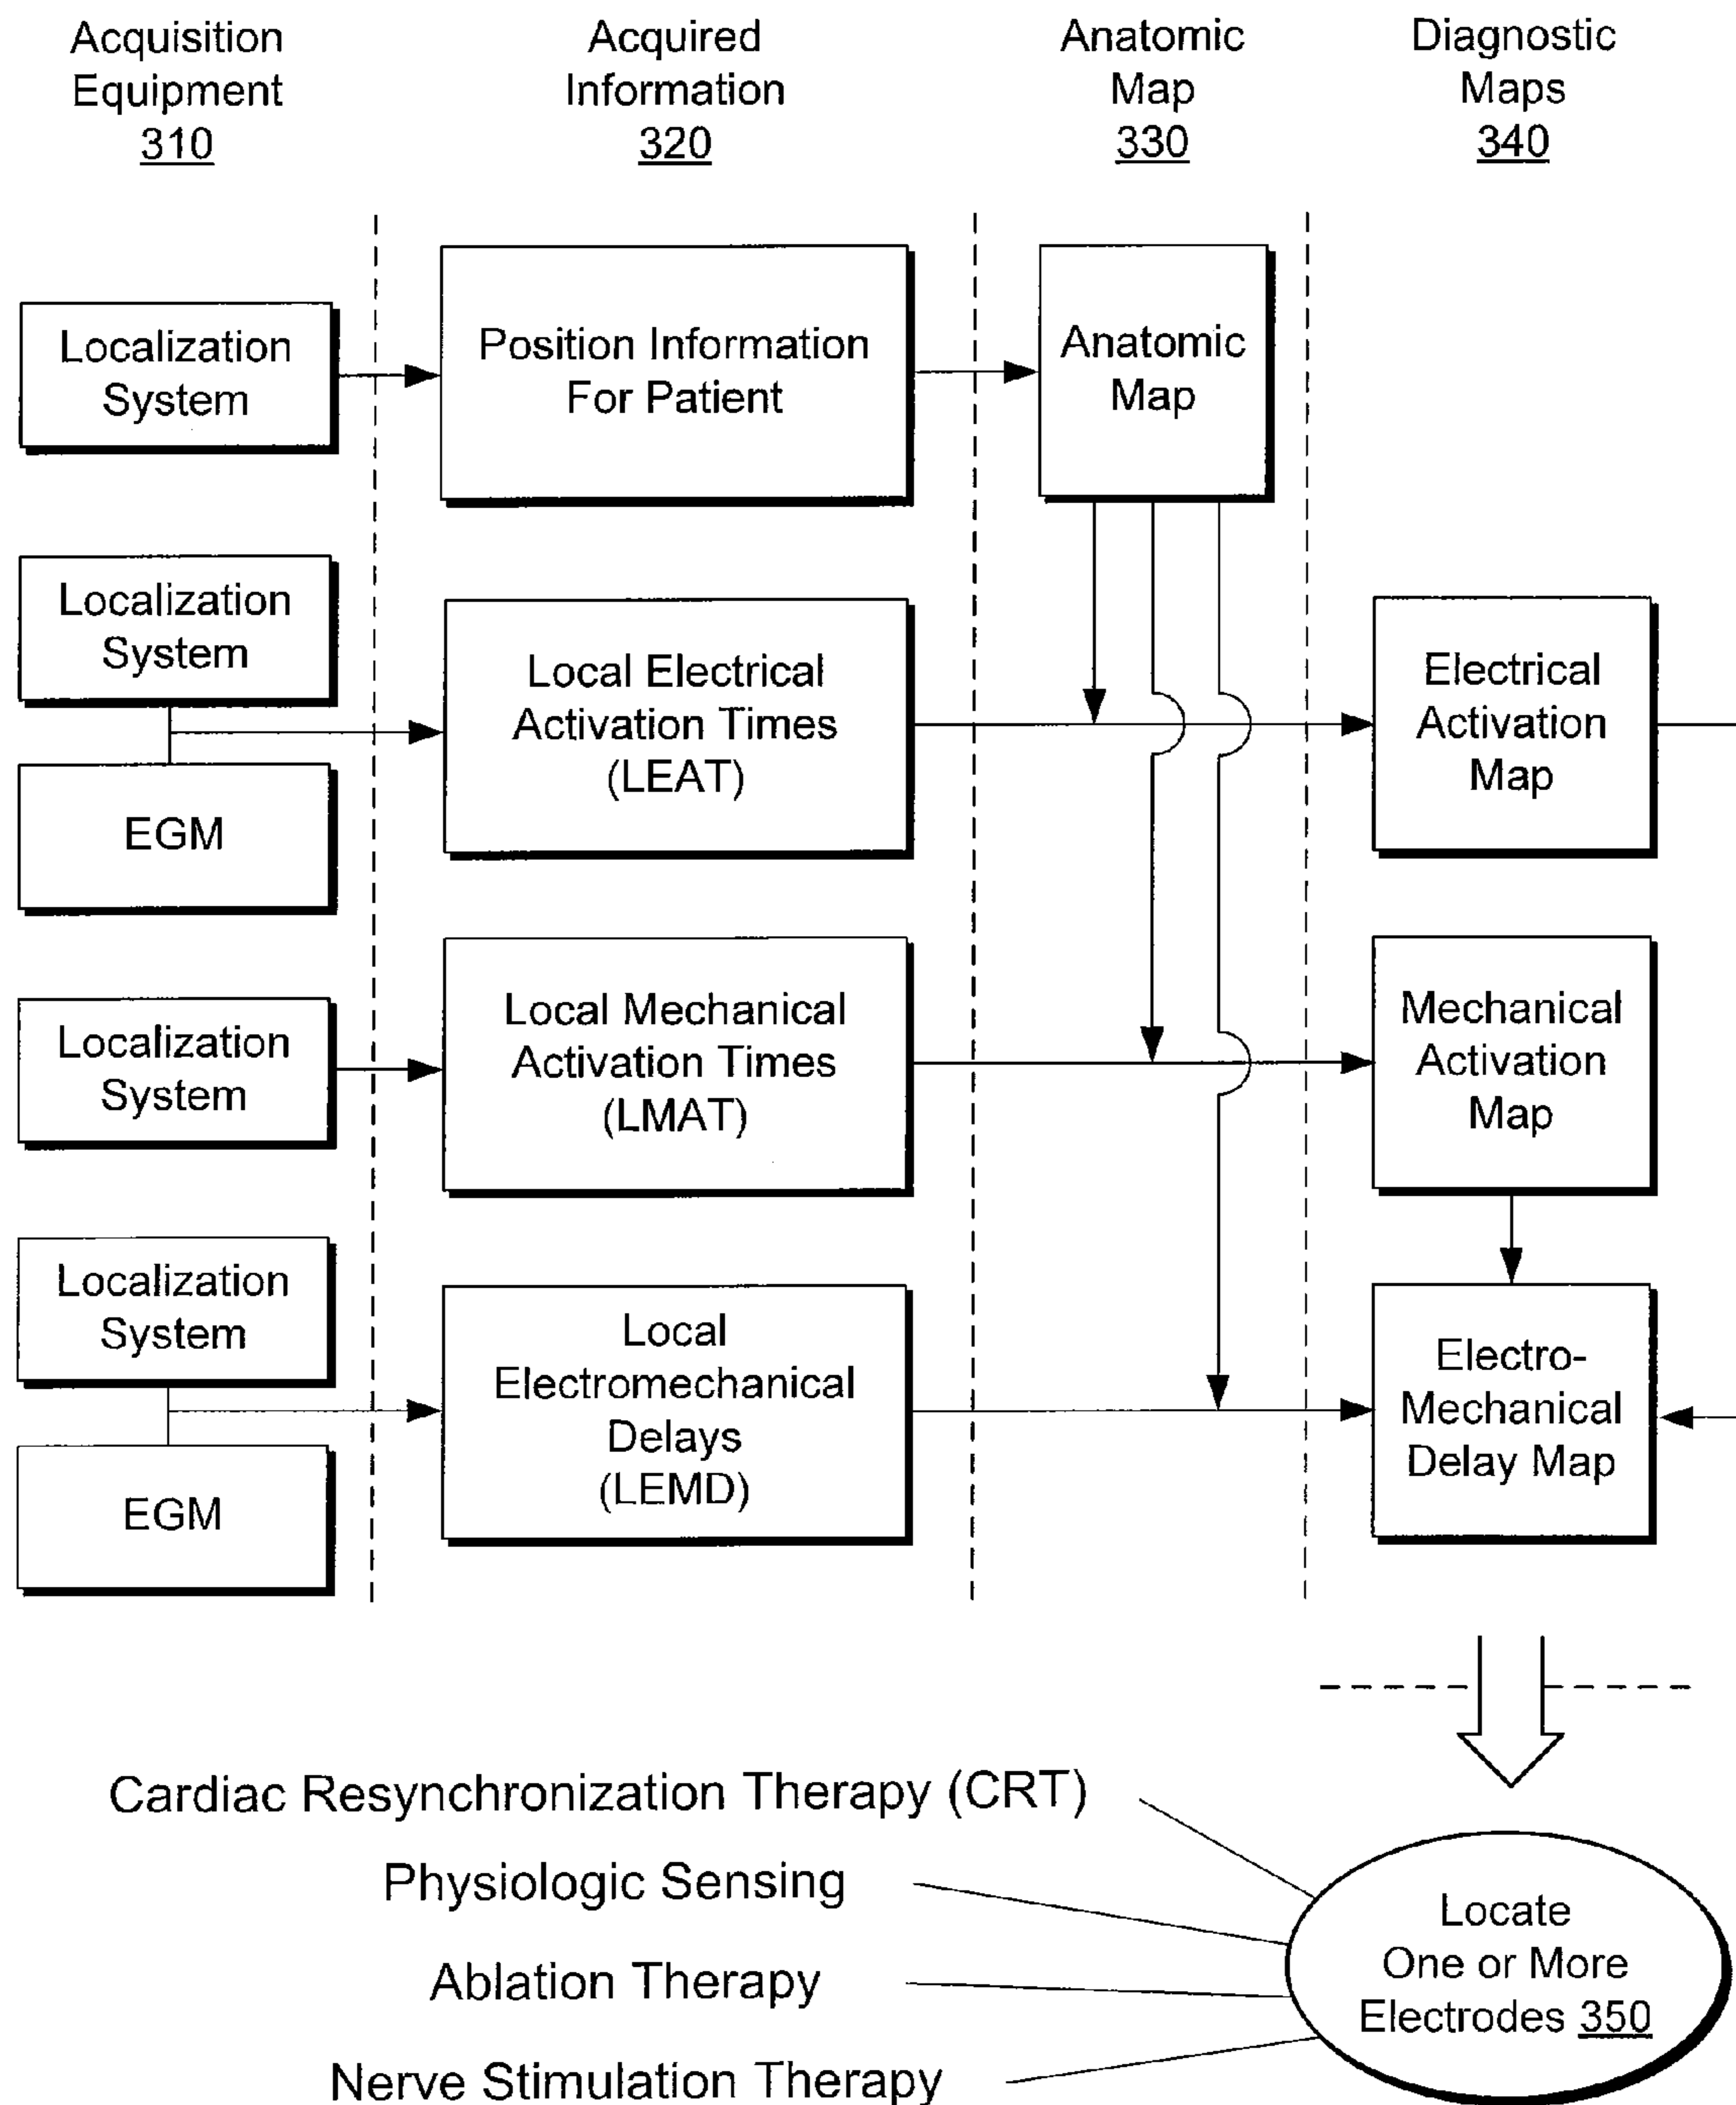 Acquisition
Equipment
310
Acquired
Information
320
Anatomic
Map
330
Diagnostic
Maps
340
Localization
System
Position Information
For Patient
Anatomic
Map
Localization
System
EGM
Local Electrical
Activation Times
(LEAT)
Electrical
Activation
Map
Localization
System
Local Mechanical
Activation Times
(LMAT)
Mechanical
Activation
Map
Localization
System
EGM
Local
Electromechanical
Delays
(LEMD)
Electro-
Mechanical
Delay Map
Cardiac Resynchronization Therapy (CRT)
Physiologic Sensing
Ablation Therapy
Nerve Stimulation Therapy
Locate
One or More
Electrodes 350